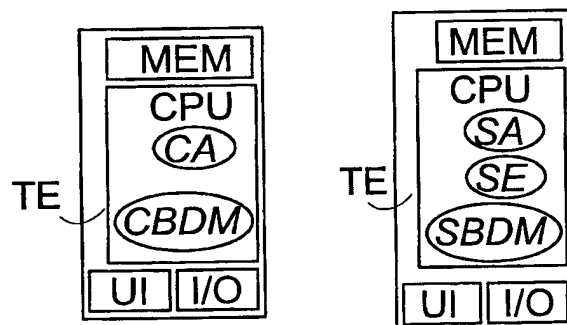 MEM
CPU
CA
TE
CBDM
UI I/O
MEM
CPU
SA
TE
SE
SBDM
UI I/O